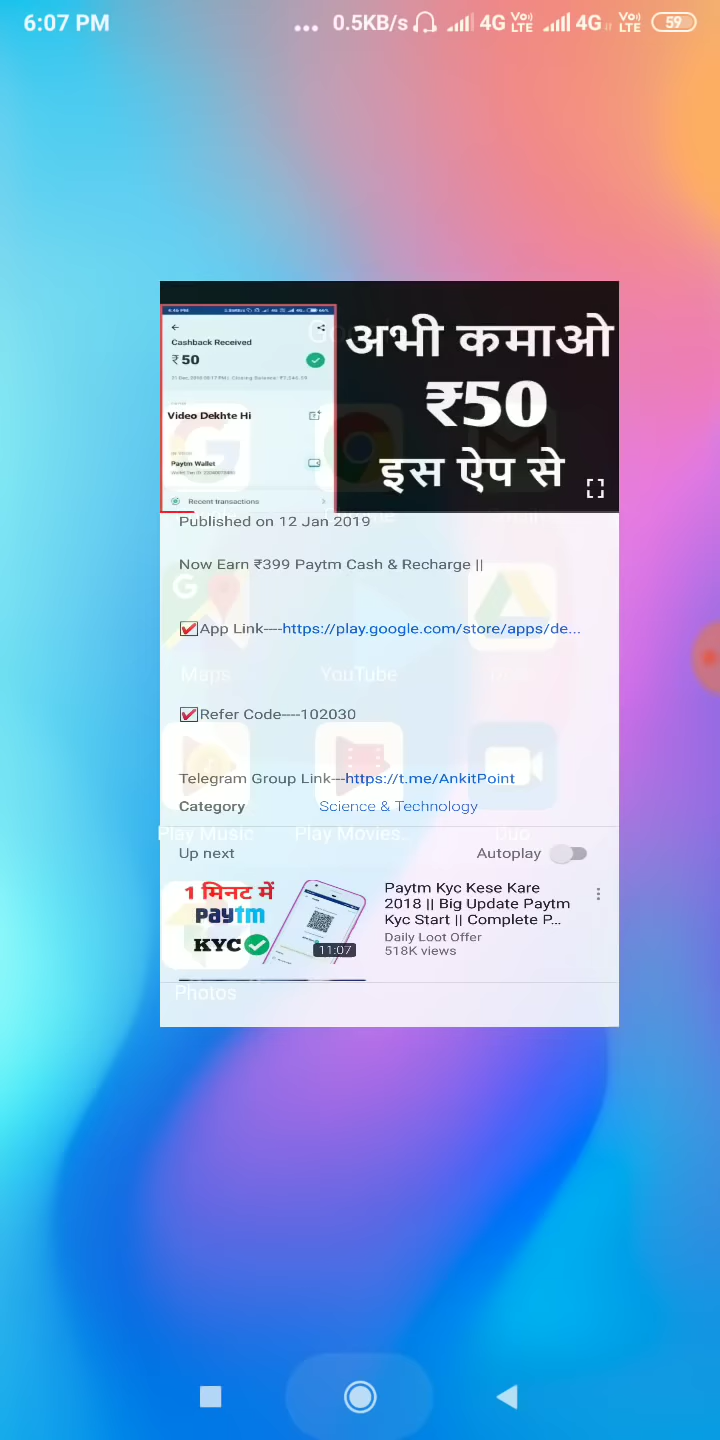 6:07 PM
... 0.5KB/s 4G Vo) LTE 4G Vo) LTE 59
Cashback Received
₹ 50
Video Dekhte Hi
Paytm Wallet
Recent transactions
अभी कमाओ
₹50
इस ऐप से
Published on 12 Jan 2019
Now Earn ₹399 Paytm Cash & Recharge ||
App Link----https://play.google.com/store/apps/de...
Maps YouTube
Refer Code----102030
Telegram Group Link---https://t.me/AnkitPoint
Category Science & Technology
Play Music Play Movies.. Duo
Up next Autoplay
1 मिनट में
paytm
KYC
11:07
Paytm Kyc Kese Kare
2018 || Big Update Paytm
Kyc Start || Complete P...
Daily Loot Offer
518K views
Photos